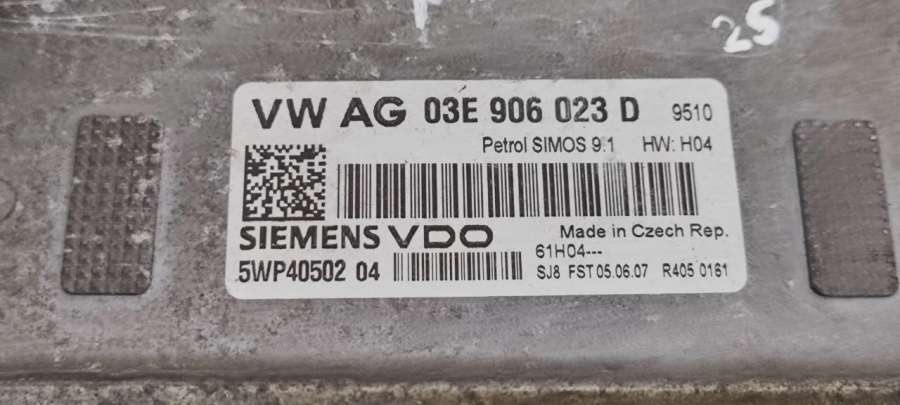 25
VW AG 03E 906 023 D 9510
Petrol SIMOS 9.1 HW: H04
SIEMENS VDO Made in Czech Rep.
61H04---
5WP40502 04 SJ8 FST 05.06.07 R405 0161